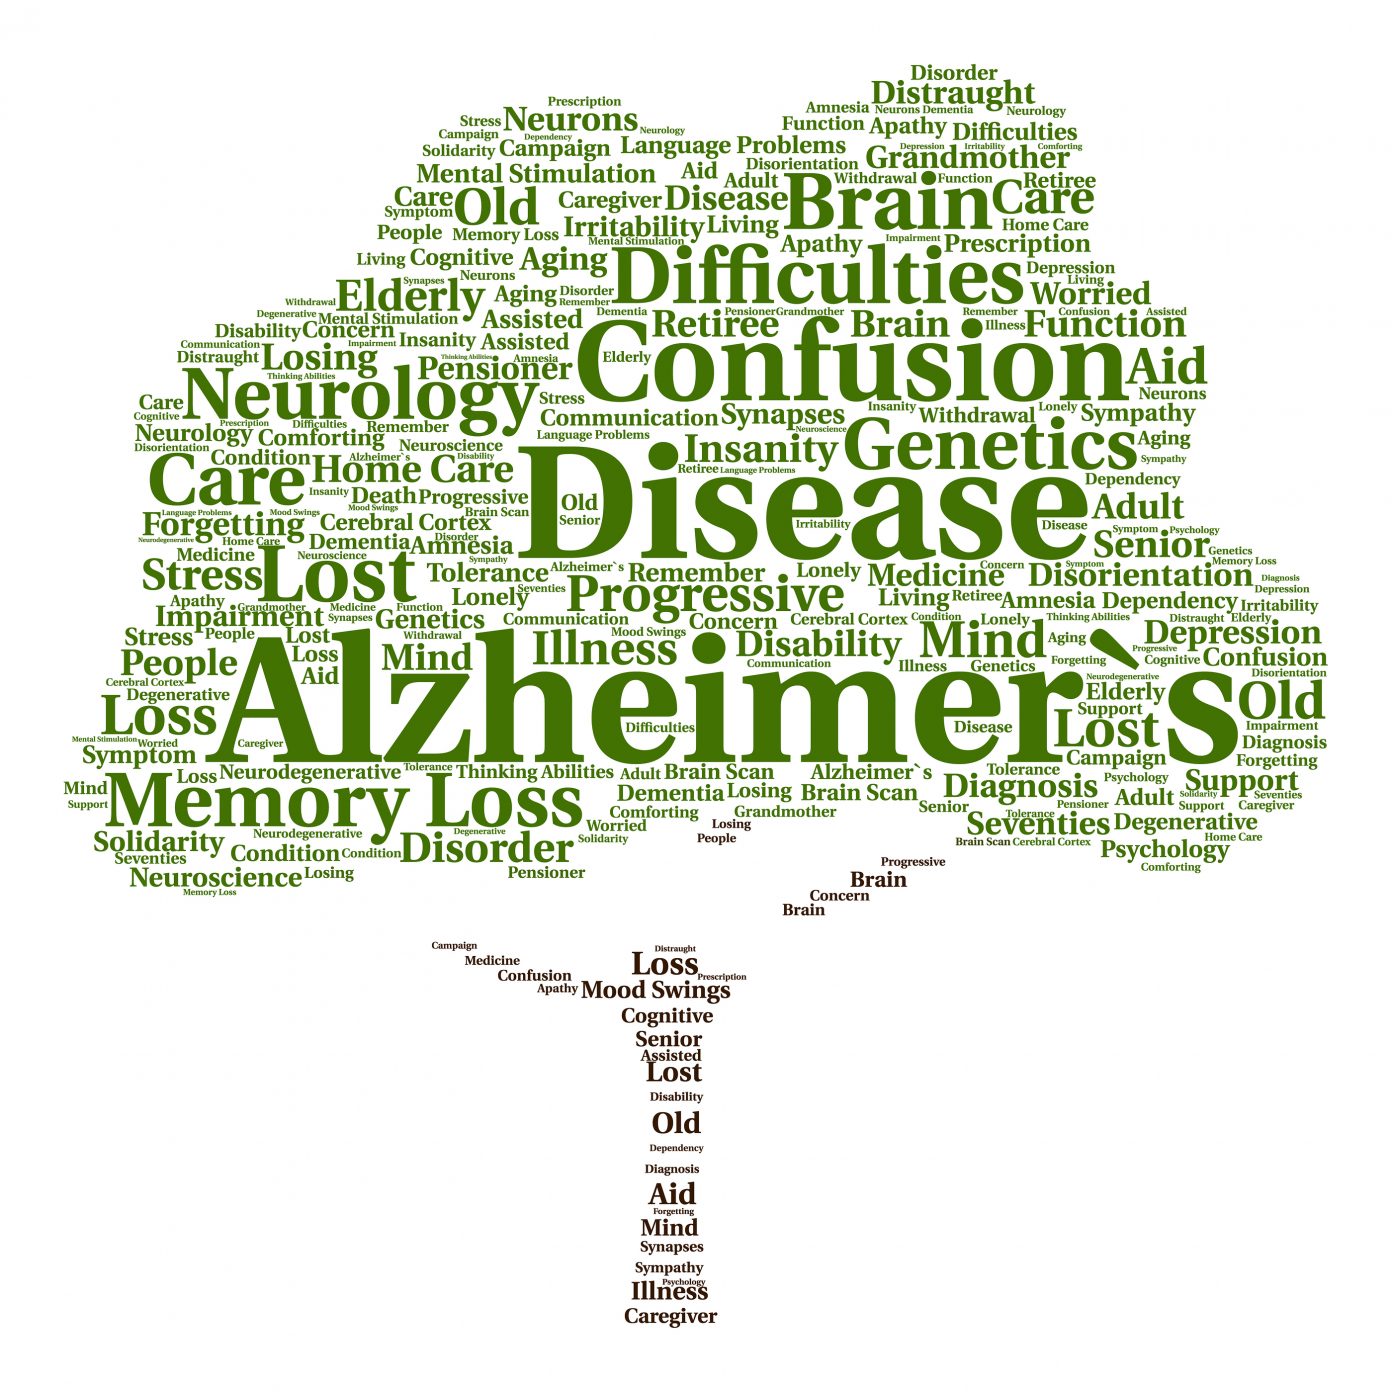 Disorder
Distraught
Prescription
Amnesia Neurons Dementia Neurology
Stress Neurons Neurology Function Apathy Difficulties
Campaign Dependency
Solidarity Campaign Language Problems Depression Irritability Comforting
Disorientation Grandmother
Mental Stimulation Aid Adult Withdrawal Function Retiree
Care Old Caregiver Disease Brain Care
Symptom
People Memory Loss Irritability Living Home Care
Mental Stimulation Apathy Impairment Prescription
Living Cognitive Aging Difficulties Depression
Synapses Neurons Living
Withdrawal Elderly Aging Disorder Worried
Remember
Degenerative Mental Stimulation Assisted Dementia Pensioner Grandmother Remember Confusion Assisted
Disability Concern Retiree Brain Illness Function
Communication Impairment Insanity Assisted Confusion
Distraught Losing Thinking Abilities Amnesia Elderly Aid
Thinking Abilities Pensioner
Care Neurology Stress Neurons
Cognitive Prescription Difficulties Communication Synapses Insanity Withdrawal Lonely Sympathy
Neurology Comforting Remember Language Problems Neuroscience Aging
Disorientation Condition Neuroscience Insanity Genetics Sympathy
Alzheimer`s Disability
Care Home Care Retiree Language Problems Dependency
Insanity Death Progressive Old Disease Adult
Language Problems Mood Swings Mood Swings Brain Scan
Forgetting Cerebral Cortex Senior Irritability Disease Symptom Psychology
Neurodegenerative Home Care Dementia Disorder Amnesia Senior Genetics
Medicine Neuroscience Sympathy Memory Loss
Stress Lost Tolerance Alzheimer`s Remember Lonely Medicine Concern Symptom Disorientation Diagnosis
Seventies Depression
Apathy Grandmother Medicine Function Lonely Progressive Living Retiree Amnesia Dependency Irritability
Impairment Synapses Genetics Communication Concern Cerebral Cortex Condition Lonely Thinking Abilities Distraught Elderly
Stress People Lost Withdrawal Mood Swings Disability Mind Aging Depression
People Loss Mind Illness Communication Illness Genetics Forgetting Progressive Cognitive Confusion
Cerebral Cortex Aid Neurodegenerative Disorientation
Degenerative Elderly
Loss Alzheimer`s Support Old
Mental Stimulation Worried Caregiver Difficulties Disease Lost Impairment
Symptom Campaign Diagnosis
Forgetting
Mind Loss Neurodegenerative Tolerance Thinking Abilities Adult Brain Scan Alzheimer`s Tolerance Psychology Support
Support Memory Loss Dementia Losing Brain Scan Diagnosis Adult Solidarity Seventies
Comforting Grandmother Senior Pensioner Support Caregiver
Solidarity Neurodegenerative Degenerative Worried Losing Tolerance Seventies Degenerative
Solidarity People Brain Scan Cerebral Cortex Home Care
Seventies Condition Condition Disorder Psychology
Neuroscience Losing Pensioner Progressive Comforting
Memory Loss Brain
Concern
Brain
Campaign Distraught
Medicine Loss
Confusion Prescription
Apathy Mood Swings
Cognitive
Senior
Assisted
Lost
Disability
Old
Dependency
Diagnosis
Aid
Forgetting
Mind
Synapses
Sympathy
Psychology
Illness
Caregiver